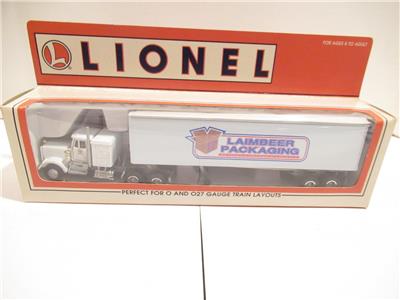 L
LIONEL
FOR AGES 8 TO ADULT
LAIMBEER
PACKAGING
PERFECT FOR O AND O27 GAUGE TRAIN LAYOUTS